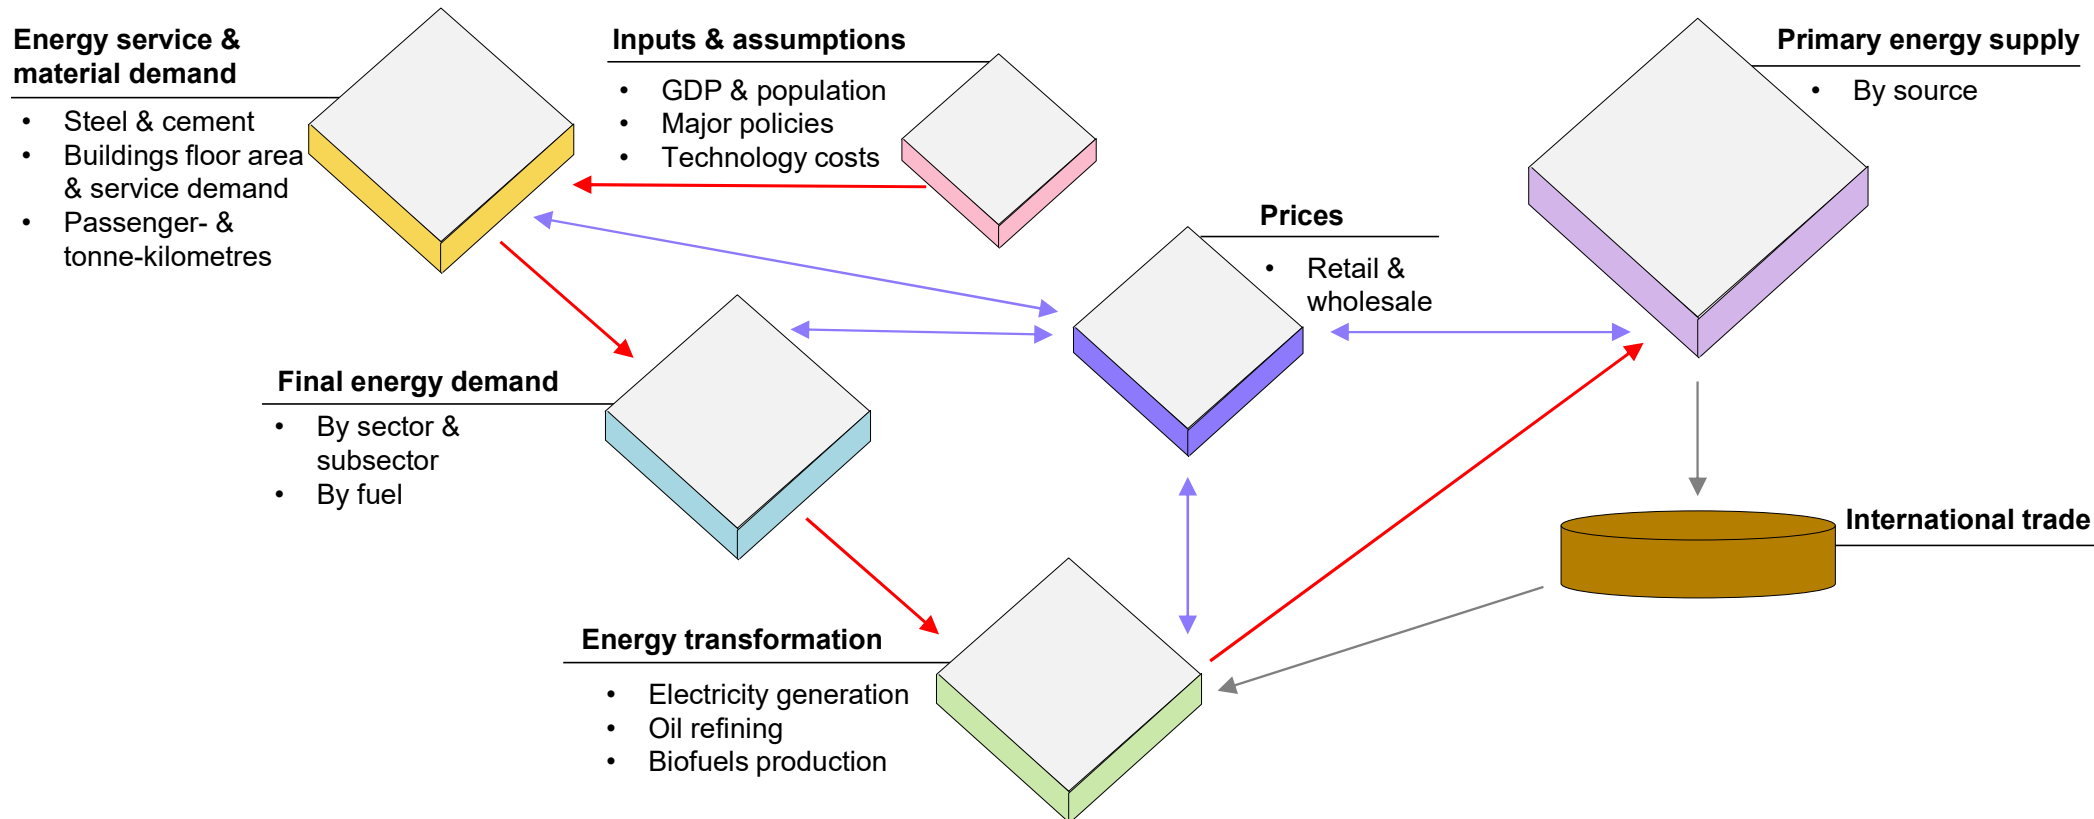 Energy service &
material demand
• Steel & cement
• Buildings floor area
& service demand
• Passenger- &
tonne-kilometres
Inputs & assumptions
• GDP & population
• Major policies
• Technology costs
Primary energy supply
• By source
Prices
• Retail &
wholesale
Final energy demand
• By sector &
subsector
• By fuel
International trade
Energy transformation
• Electricity generation
• Oil refining
• Biofuels production